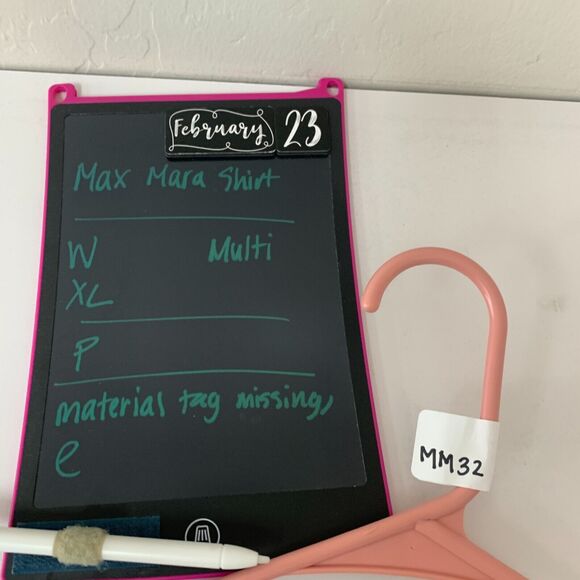 February 23
Max Mara Shirt
W Multi
XL
P
material tag missing,
e
MM32